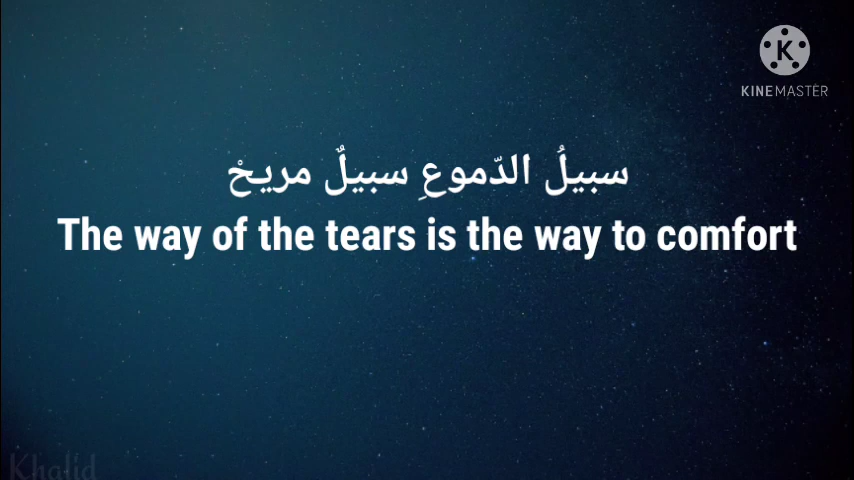 K
KINEMASTER
سبيلُ الدّموعِ سبيلٌ مريحْ
The way of the tears is the way to comfort
Khalid